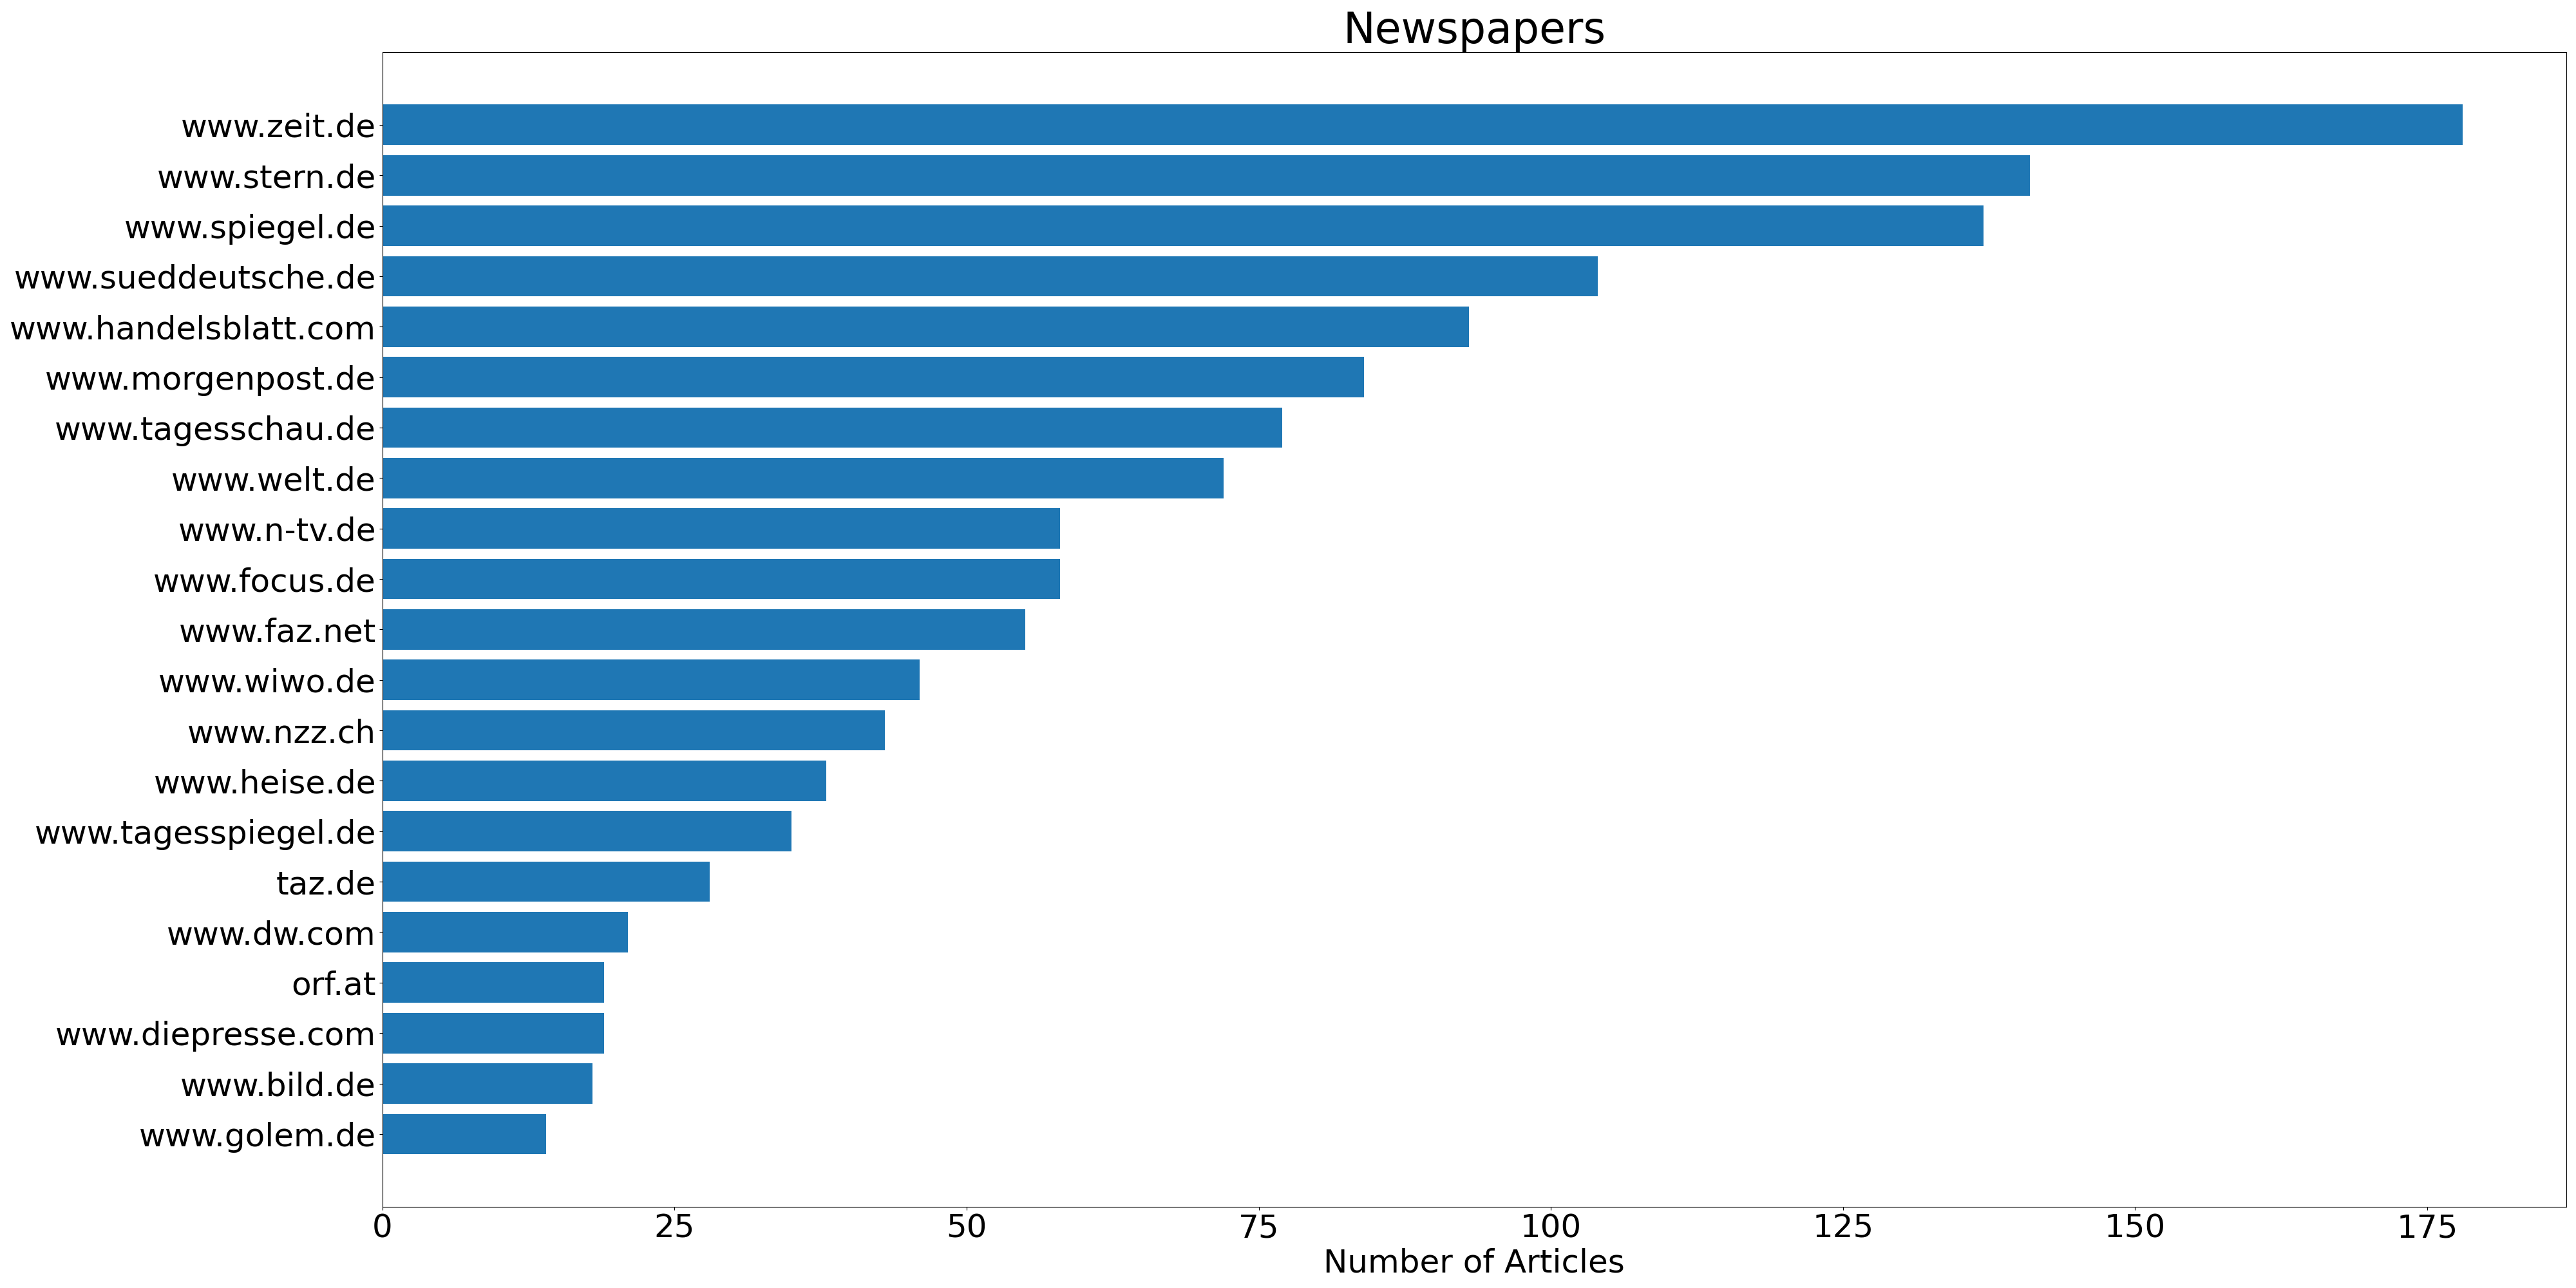 Newspapers
www.zeit.de
www.stern.de
www.spiegel.de
www.sueddeutsche.de
www.handelsblatt.com
www.morgenpost.de
www.tagesschau.de
www.welt.de
www.n-tv.de
www.focus.de
www.faz.net
www.wiwo.de
www.nzz.ch
www.heise.de
www.tagesspiegel.de
taz.de
www.dw.com
orf.at
www.diepresse.com
www.bild.de
www.golem.de
0 25 50 75 100 125 150 175
Number of Articles